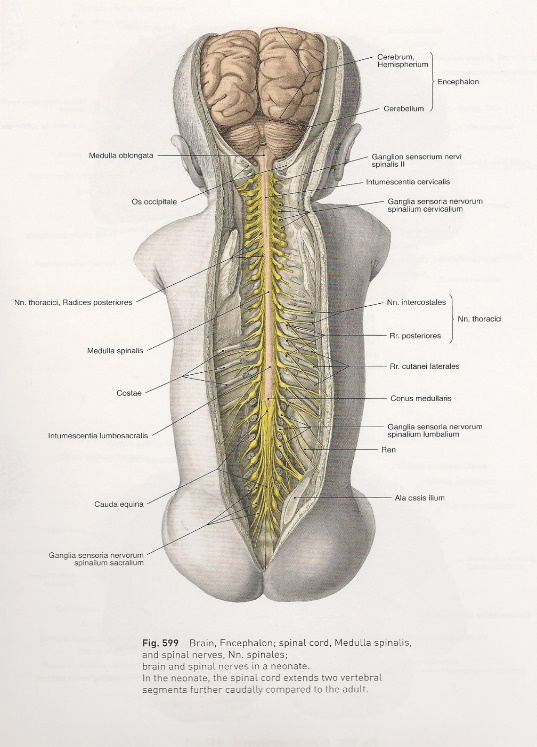 Cerebrum,
Hemispherium
Encephalon
Cerebellum
Medulla oblongata
Ganglion sensorium nervi
spinalis II
Intumescentia cervicalis
Os occipitale
Ganglia sensoria nervorum
spinalium cervicalium
Nn. thoracici, Radices posteriores
Nn. intercostales
Nn. thoracici
Rr. posteriores
Medulla spinalis
Rr. cutanei laterales
Costae
Conus medullaris
Intumescentia lumbosacralis
Ganglia sensoria nervorum
spinalium lumbalium
Ren
Cauda equina
Ala ossis ilium
Ganglia sensoria nervorum
spinalium sacralium
Fig. 599 Brain, Encephalon; spinal cord, Medulla spinalis,
and spinal nerves, Nn. spinales;
brain and spinal nerves in a neonate.
In the neonate, the spinal cord extends two vertebral
segments further caudally compared to the adult.